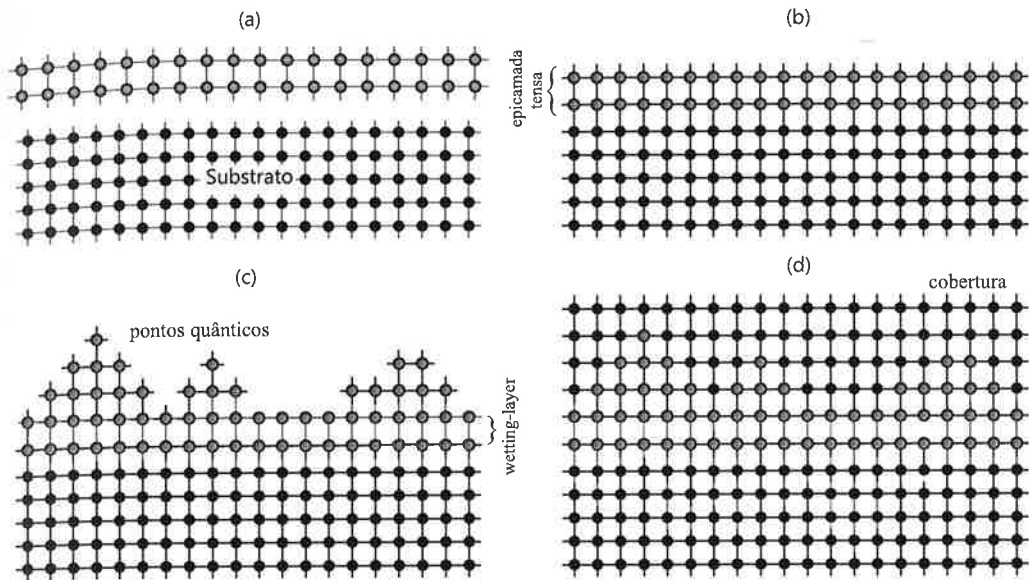 (a)
Substrato
(b)
epicamada
tensa
(c)
pontos quânticos
wetting-layer
(d)
cobertura